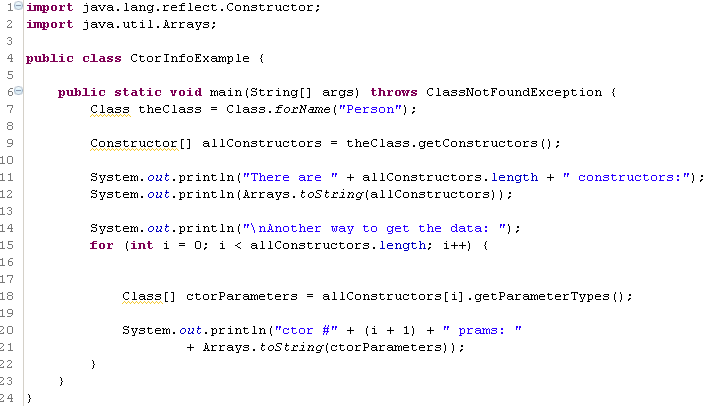 1 import java.lang.reflect.Constructor;
2 import java.util.Arrays;
3
4 public class CtorInfoExample {
5
6     public static void main(String[] args) throws ClassNotFoundException {
7         Class theClass = Class.forName("Person");
8
9         Constructor[] allConstructors = theClass.getConstructors();
10
11         System.out.println("There are " + allConstructors.length + " constructors:");
12         System.out.println(Arrays.toString(allConstructors));
13
14         System.out.println("\nAnother way to get the data: ");
15         for (int i = 0; i < allConstructors.length; i++) {
16
17
18             Class[] ctorParameters = allConstructors[i].getParameterTypes();
19
20             System.out.println("ctor #" + (i + 1) + " prams: "
21                     + Arrays.toString(ctorParameters));
22         }
23     }
24 }